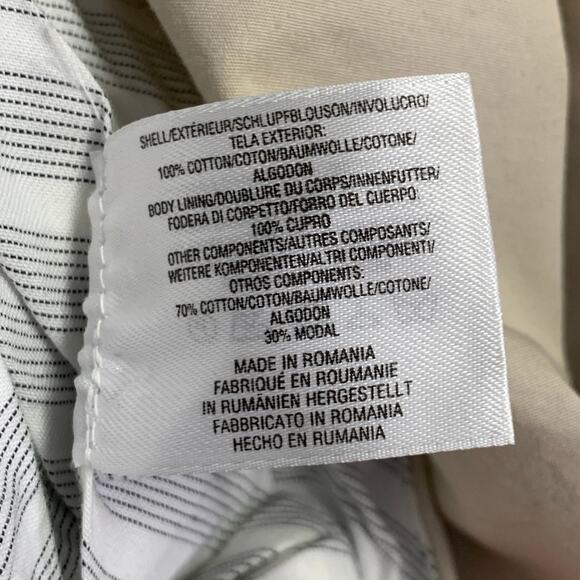 SHELL/EXTÉRIEUR/SCHLUPFBLOUSON/INVOLUCRO/
TELA EXTERIOR:
100% COTTON/COTON/BAUMWOLLE/COTONE/
ALGODON
BODY LINING/DOUBLURE DU CORPS/INNENFUTTER/
FODERA DI CORPETTO/FORRO DEL CUERPO
100% CUPRO
OTHER COMPONENTS/AUTRES COMPOSANTS/
WEITERE KOMPONENTEN/ALTRI COMPONENTI/
OTROS COMPONENTS:
70% COTTON/COTON/BAUMWOLLE/COTONE/
ALGODON
30% MODAL
MADE IN ROMANIA
FABRIQUÉ EN ROUMANIE
IN RUMÄNIEN HERGESTELLT
FABBRICATO IN ROMANIA
HECHO EN RUMANIA